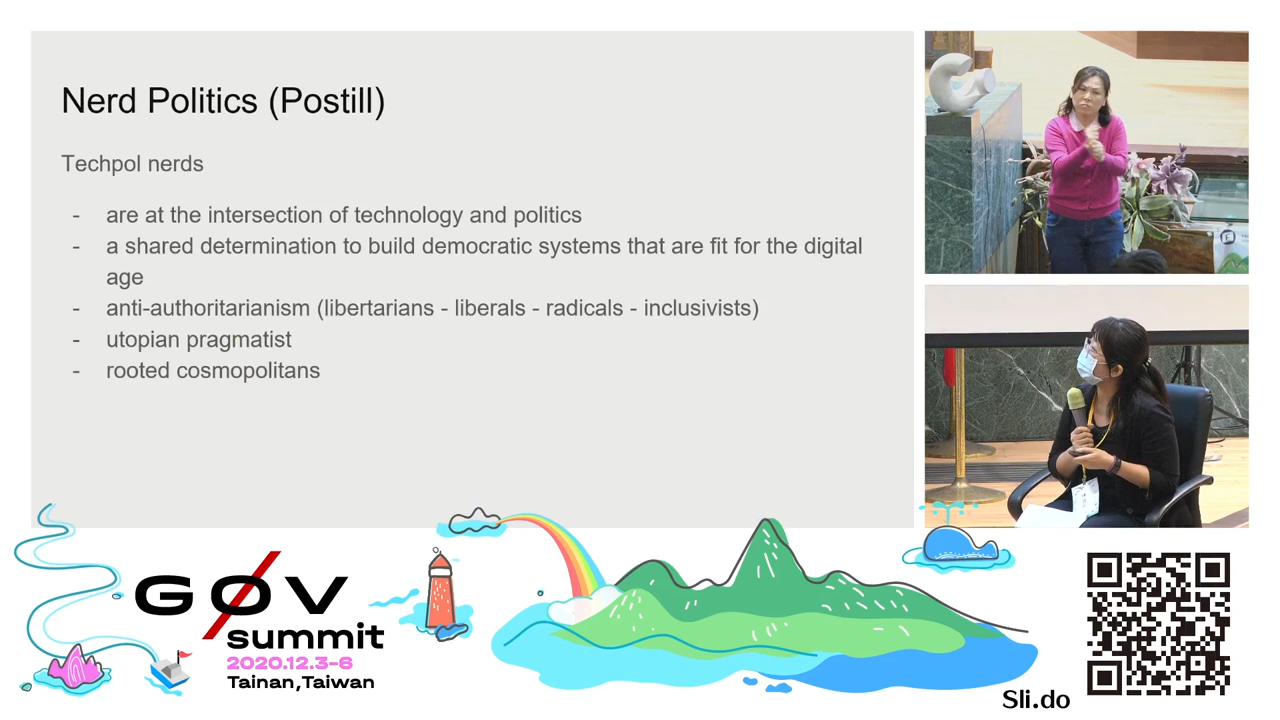 Nerd Politics (Postill)
Techpol nerds
- are at the intersection of technology and politics
- a shared determination to build democratic systems that are fit for the digital
age
- anti-authoritarianism (libertarians - liberals - radicals - inclusivists)
- utopian pragmatist
- rooted cosmopolitans
GØV
summit
2020.12.3-6
Tainan,Taiwan
Sli.do